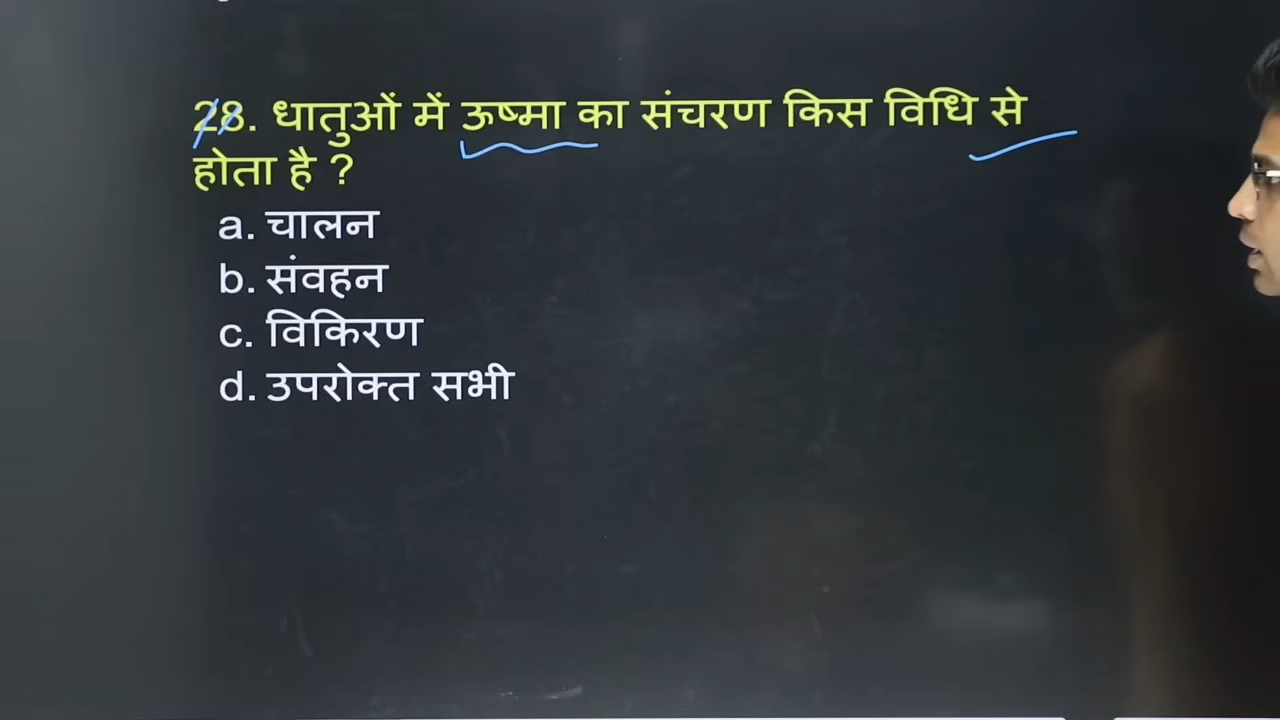 28. धातुओं में ऊष्मा का संचरण किस विधि से
होता है ?
a. चालन
b. संवहन
c. विकिरण
d. उपरोक्त सभी